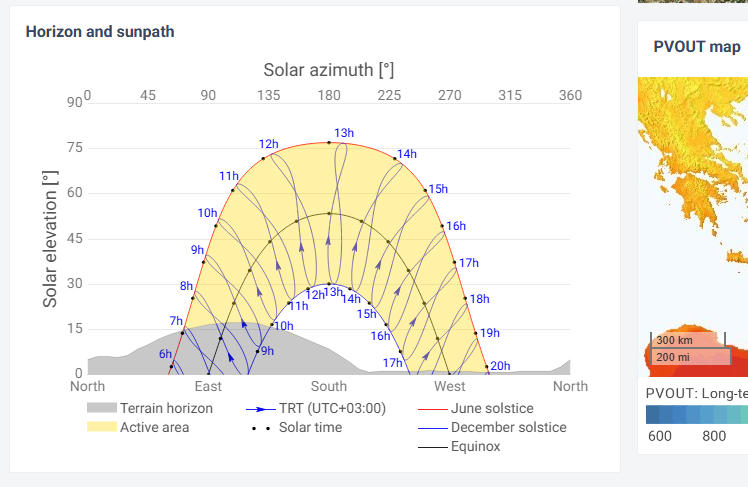 Horizon and sunpath
PVOUT map
Solar azimuth [°]
0 45 90 135 180 225 270 315 360
90
75
60
45
30
15
0
Solar elevation [°]
6h
7h
8h
9h
10h
11h
12h
13h
14h
15h
16h
17h
18h
19h
20h
9h
10h
11h
12h
13h
14h
15h
16h
17h
North East South West North
Terrain horizon TRT (UTC+03:00) June solstice
Active area Solar time December solstice
Equinox
300 km
200 mi
PVOUT: Long-te
600 800